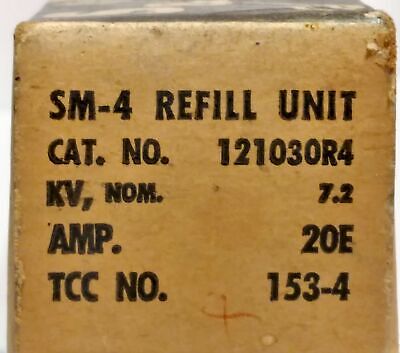 SM-4 REFILL UNIT
CAT. NO. 121030R4
KV, NOM. 7.2
AMP. 20E
TCC NO. 153-4